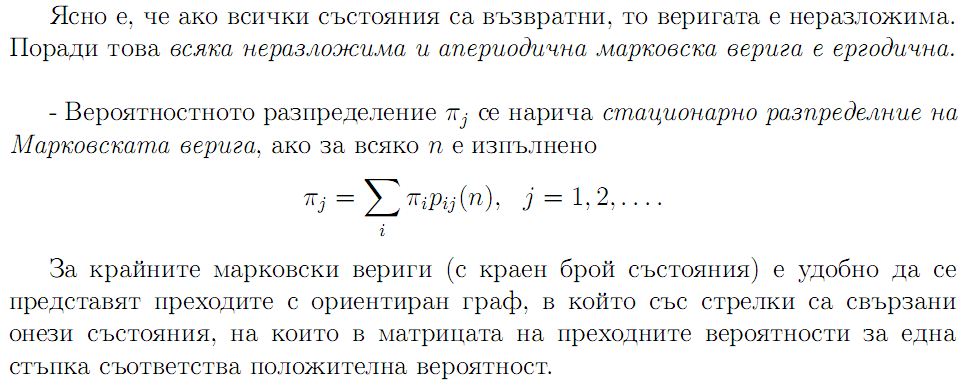 Ясно е, че ако всички състояния са възвратни, то веригата е неразложима.
Поради това всяка неразложима и апериодична марковска верига е ергодична.
- Вероятностното разпределение π_j се нарича стационарно разпределние на
Марковската верига, ако за всяко n е изпълнено
π_j = ∑_i π_i p_{ij}(n), j = 1, 2, . . . .
За крайните марковски вериги (с краен брой състояния) е удобно да се
представят преходите с ориентиран граф, в който със стрелки са свързани
онези състояния, на които в матрицата на преходните вероятности за една
стъпка съответства положителна вероятност.